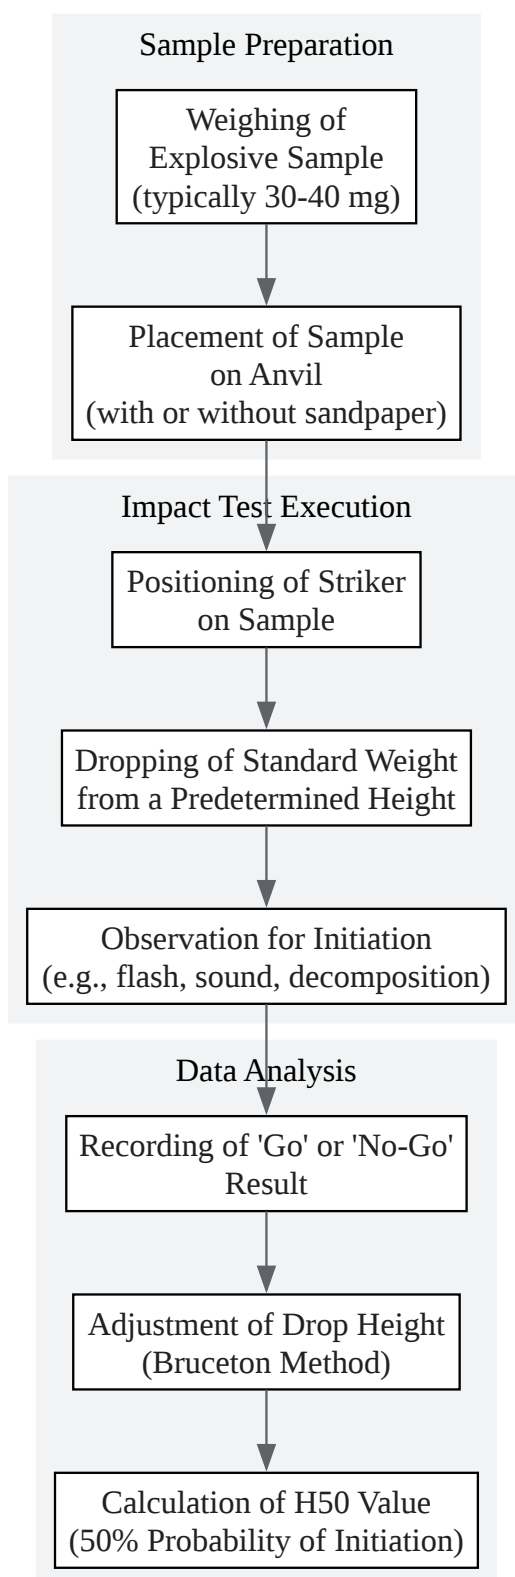 Sample Preparation
Weighing of
Explosive Sample
(typically 30-40 mg)
Placement of Sample
on Anvil
(with or without sandpaper)
Impact Test Execution
Positioning of Striker
on Sample
Dropping of Standard Weight
from a Predetermined Height
Observation for Initiation
(e.g., flash, sound, decomposition)
Data Analysis
Recording of 'Go' or 'No-Go'
Result
Adjustment of Drop Height
(Bruceton Method)
Calculation of H50 Value
(50% Probability of Initiation)